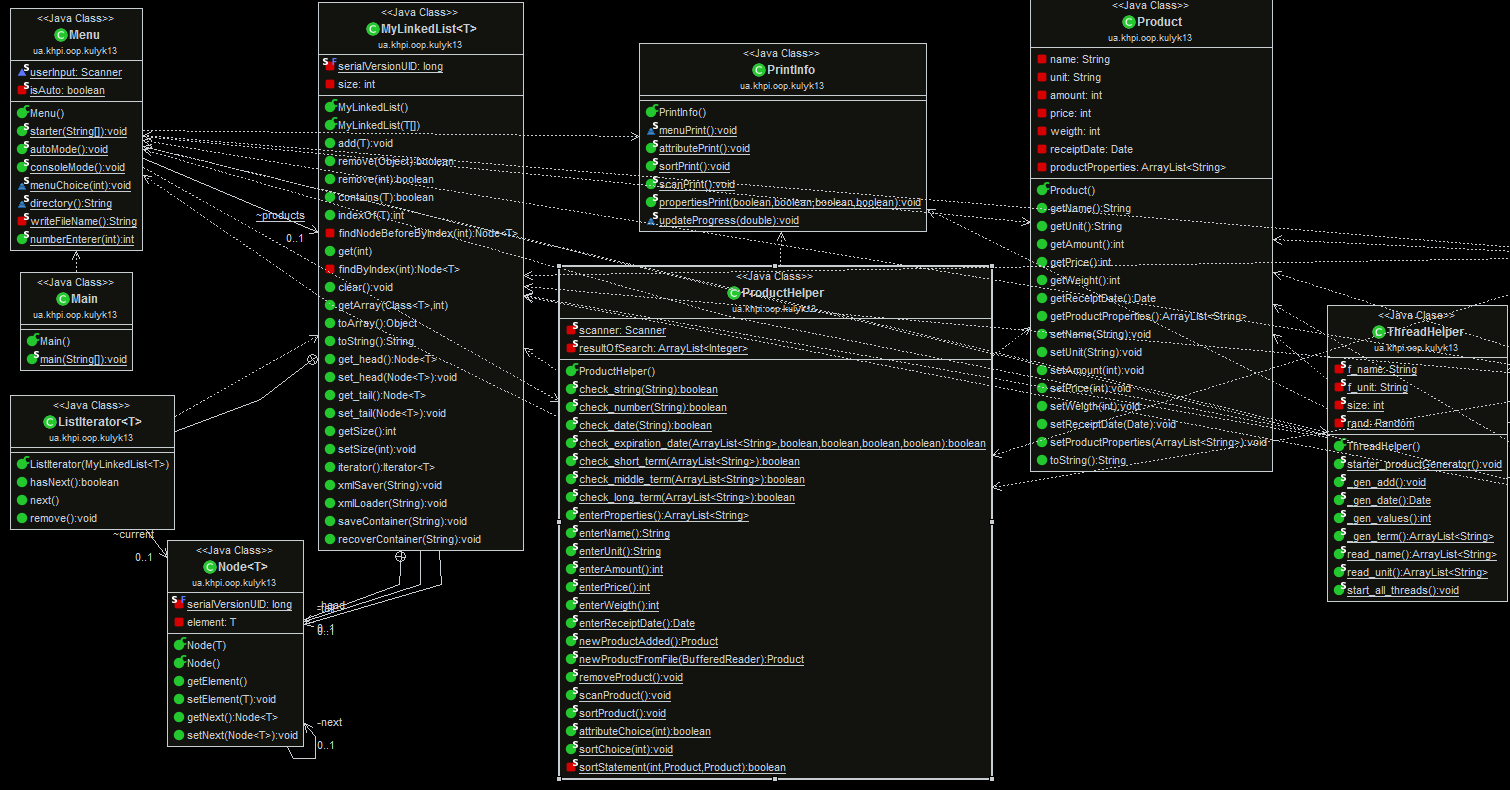 <<Java Class>>
Menu
ua.khpi.oop.kulyk13
userInput: Scanner
isAuto: boolean
Menu()
starter(String[]):void
autoMode():void
consoleMode():void
menuChoice(int):void
directory():String
writeFileName():String
numberEnterer(int):int
<<Java Class>>
Main
ua.khpi.oop.kulyk13
Main()
main(String[]):void
<<Java Class>>
ListIterator<T>
ua.khpi.oop.kulyk13
ListIterator(MyLinkedList<T>)
hasNext():boolean
next()
remove():void
~current
0..1
<<Java Class>>
Node<T>
ua.khpi.oop.kulyk13
serialVersionUID: long
element: T
Node(T)
Node()
getElement()
setElement(T):void
getNext():Node<T>
setNext(Node<T>):void
-next
0..1
~products
0..1
<<Java Class>>
MyLinkedList<T>
ua.khpi.oop.kulyk13
serialVersionUID: long
size: int
MyLinkedList()
MyLinkedList(T[])
add(T):void
remove(Object):boolean
remove(int):boolean
contains(T):boolean
indexOf(T):int
findNodeBeforeByIndex(int):Node<T>
get(int)
findByIndex(int):Node<T>
clear():void
getArray(Class<T>,int)
toArray():Object
toString():String
get_head():Node<T>
set_head(Node<T>):void
get_tail():Node<T>
set_tail(Node<T>):void
getSize():int
setSize(int):void
iterator():Iterator<T>
xmlSaver(String):void
xmlLoader(String):void
saveContainer(String):void
recoverContainer(String):void
0..1
<<Java Class>>
PrintInfo
ua.khpi.oop.kulyk13
PrintInfo()
menuPrint():void
attributePrint():void
sortPrint():void
scanPrint():void
propertiesPrint(boolean,boolean,boolean,boolean):void
updateProgress(double):void
<<Java Class>>
ProductHelper
ua.khpi.oop.kulyk13
scanner: Scanner
resultOfSearch: ArrayList<Integer>
ProductHelper()
check_string(String):boolean
check_number(String):boolean
check_date(String):boolean
check_expiration_date(ArrayList<String>,boolean,boolean,boolean,boolean):boolean
check_short_term(ArrayList<String>):boolean
check_middle_term(ArrayList<String>):boolean
check_long_term(ArrayList<String>):boolean
enterProperties():ArrayList<String>
enterName():String
enterUnit():String
enterAmount():int
enterPrice():int
enterWeigth():int
enterReceiptDate():Date
newProductAdded():Product
newProductFromFile(BufferedReader):Product
removeProduct():void
scanProduct():void
sortProduct():void
attributeChoice(int):boolean
sortChoice(int):void
sortStatement(int,Product,Product):boolean
<<Java Class>>
Product
ua.khpi.oop.kulyk13
name: String
unit: String
amount: int
price: int
weigth: int
receiptDate: Date
productProperties: ArrayList<String>
Product()
getName():String
getUnit():String
getAmount():int
getPrice():int
getWeight():int
getReceiptDate():Date
getProductProperties():ArrayList<String>
setName(String):void
setUnit(String):void
setAmount(int):void
setPrice(int):void
setWeigth(int):void
setReceiptDate(Date):void
setProductProperties(ArrayList<String>):void
toString():String
<<Java Class>>
ThreadHelper
ua.khpi.oop.kulyk13
f_name: String
f_unit: String
size: int
rand: Random
ThreadHelper()
starter_productGenerator():void
_gen_add():void
_gen_date():Date
_gen_values():int
_gen_term():ArrayList<String>
read_name():ArrayList<String>
read_unit():ArrayList<String>
start_all_threads():void